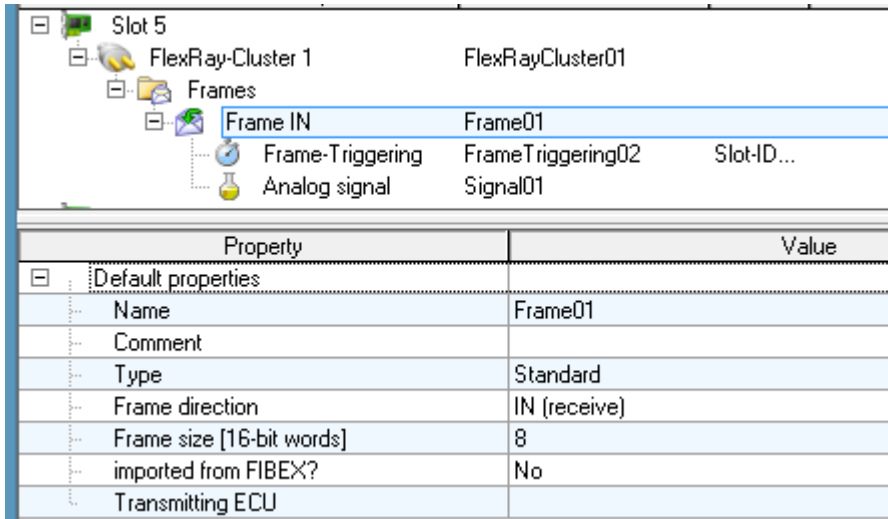 Slot 5
FlexRay-Cluster 1 FlexRayCluster01
Frames
Frame IN Frame01
Frame-Triggering FrameTriggering02 Slot-ID...
Analog signal Signal01
Property Value
Default properties
Name Frame01
Comment
Type Standard
Frame direction IN (receive)
Frame size [16-bit words] 8
imported from FIBEX? No
Transmitting ECU